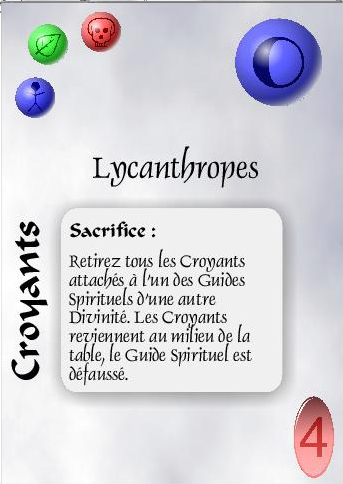 Lycanthropes
Croyants
Sacrifice :
Retirez tous les Croyants
attachés à l'un des Guides
Spirituels d'une autre
Divinité. Les Croyants
reviennent au milieu de la
table, le Guide Spirituel est
défaussé.
4